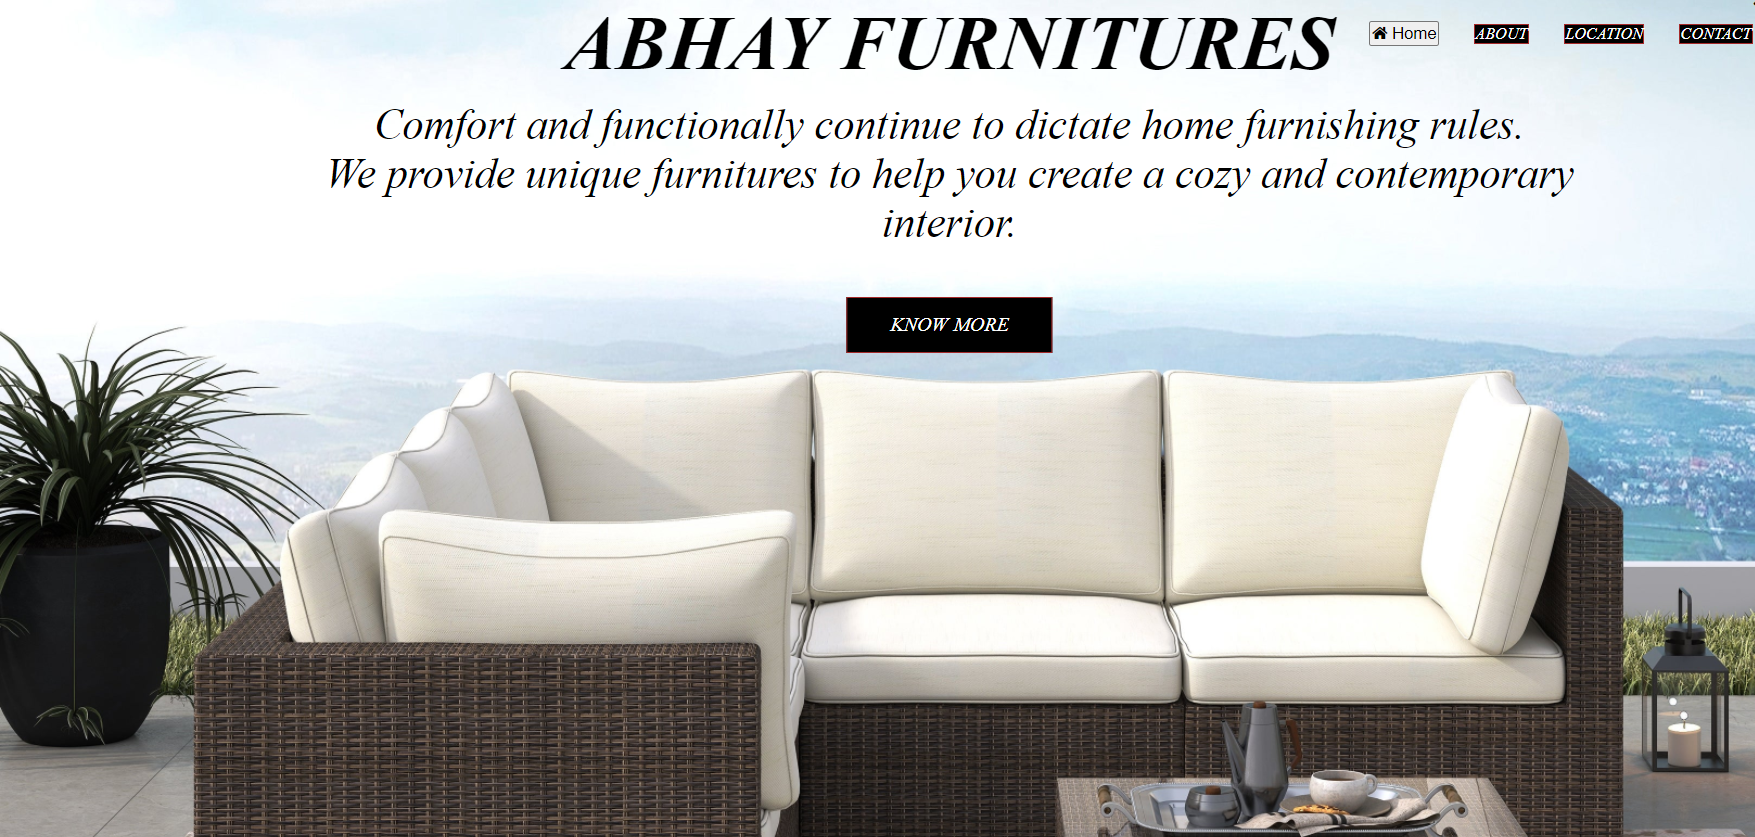 ABHAY FURNITURES
Home ABOUT LOCATION CONTACT
Comfort and functionally continue to dictate home furnishing rules.
We provide unique furnitures to help you create a cozy and contemporary
interior.
KNOW MORE